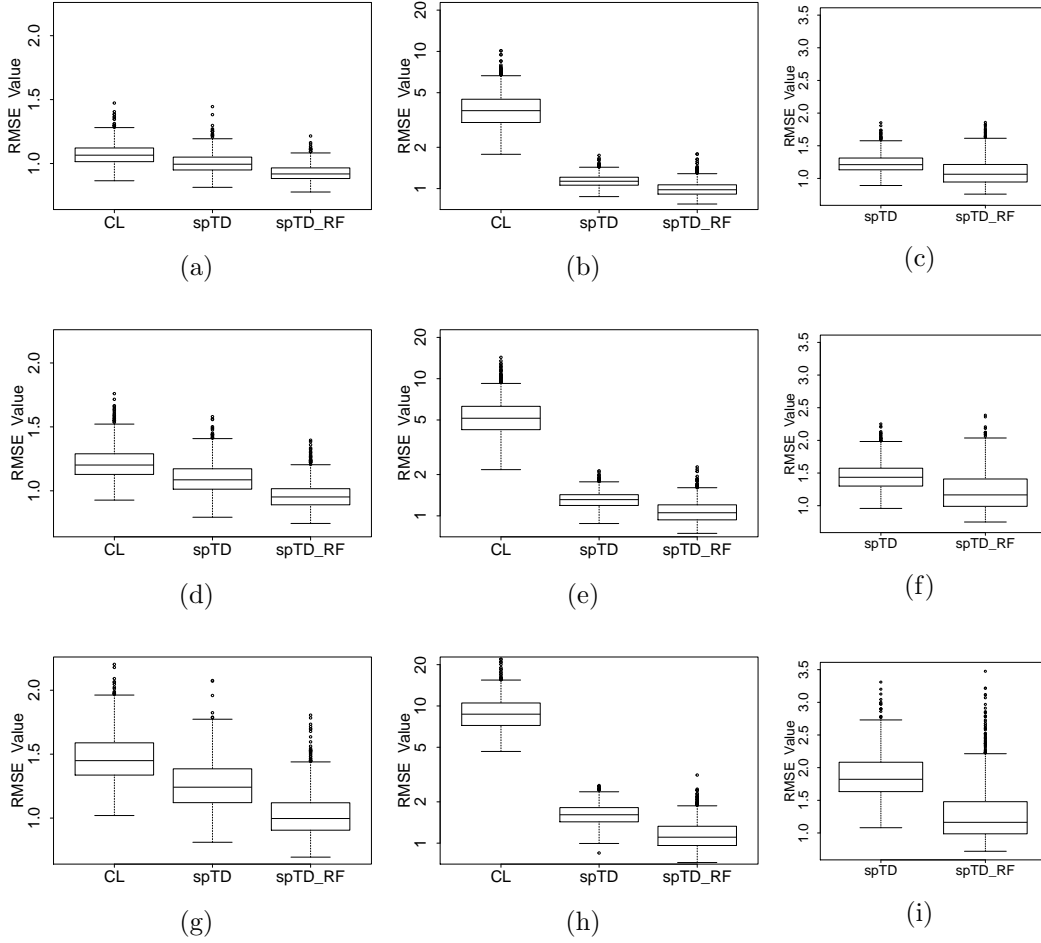 RMSE Value
2.0
1.5
1.0
CL spTD spTD_RF
(a)
RMSE Value
20
10
5
2
1
CL spTD spTD_RF
(b)
RMSE Value
3.5
3.0
2.5
2.0
1.5
1.0
spTD spTD_RF
(c)
RMSE Value
2.0
1.5
1.0
CL spTD spTD_RF
(d)
RMSE Value
20
10
5
2
1
CL spTD spTD_RF
(e)
RMSE Value
3.5
3.0
2.5
2.0
1.5
1.0
spTD spTD_RF
(f)
RMSE Value
2.0
1.5
1.0
CL spTD spTD_RF
(g)
RMSE Value
20
10
5
2
1
CL spTD spTD_RF
(h)
RMSE Value
3.5
3.0
2.5
2.0
1.5
1.0
spTD spTD_RF
(i)